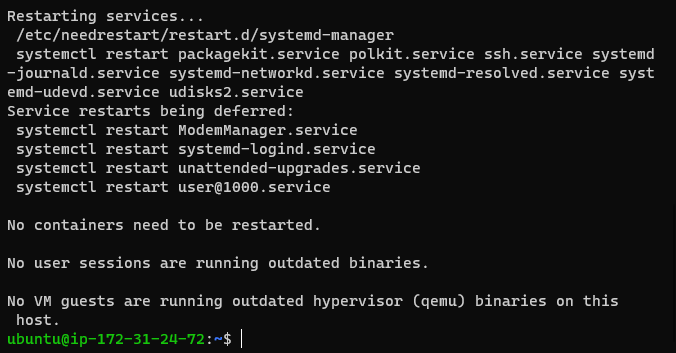 Restarting services...
 /etc/needrestart/restart.d/systemd-manager
 systemctl restart packagekit.service polkit.service ssh.service systemd
-journald.service systemd-networkd.service systemd-resolved.service syst
emd-udevd.service udisks2.service
Service restarts being deferred:
 systemctl restart ModemManager.service
 systemctl restart systemd-logind.service
 systemctl restart unattended-upgrades.service
 systemctl restart user@1000.service

No containers need to be restarted.

No user sessions are running outdated binaries.

No VM guests are running outdated hypervisor (qemu) binaries on this
 host.
ubuntu@ip-172-31-24-72:~$